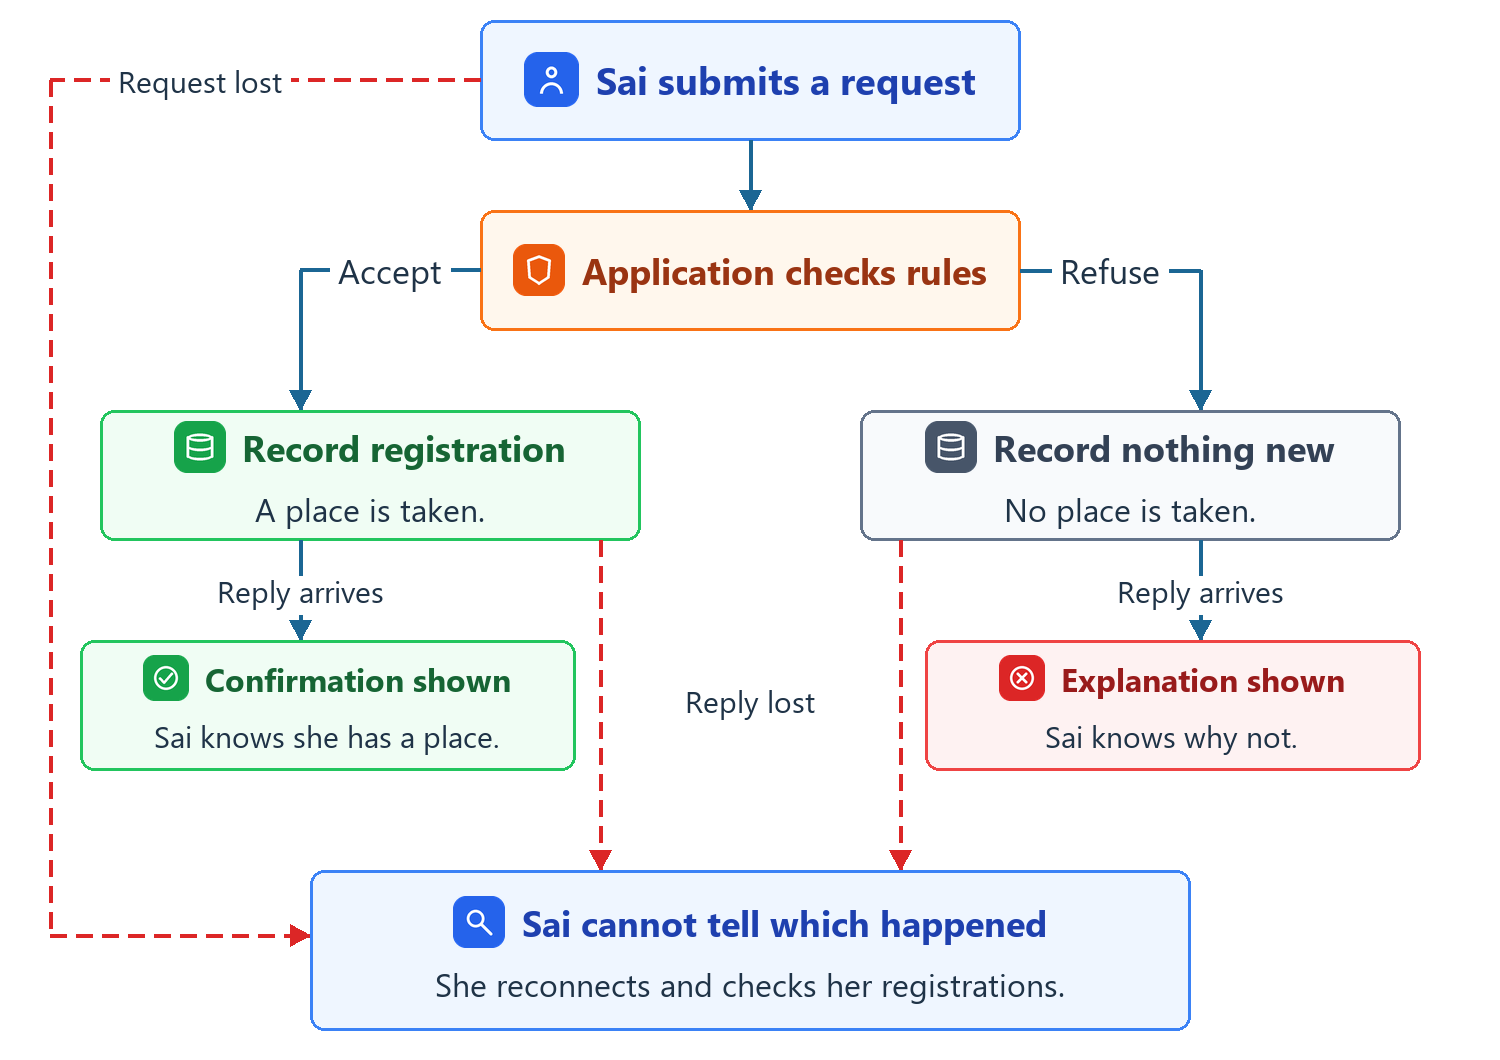 Request lost
Sai submits a request
Accept
Application checks rules
Refuse
Record registration
A place is taken.
Record nothing new
No place is taken.
Reply arrives
Reply arrives
Confirmation shown
Sai knows she has a place.
Reply lost
Explanation shown
Sai knows why not.
Sai cannot tell which happened
She reconnects and checks her registrations.